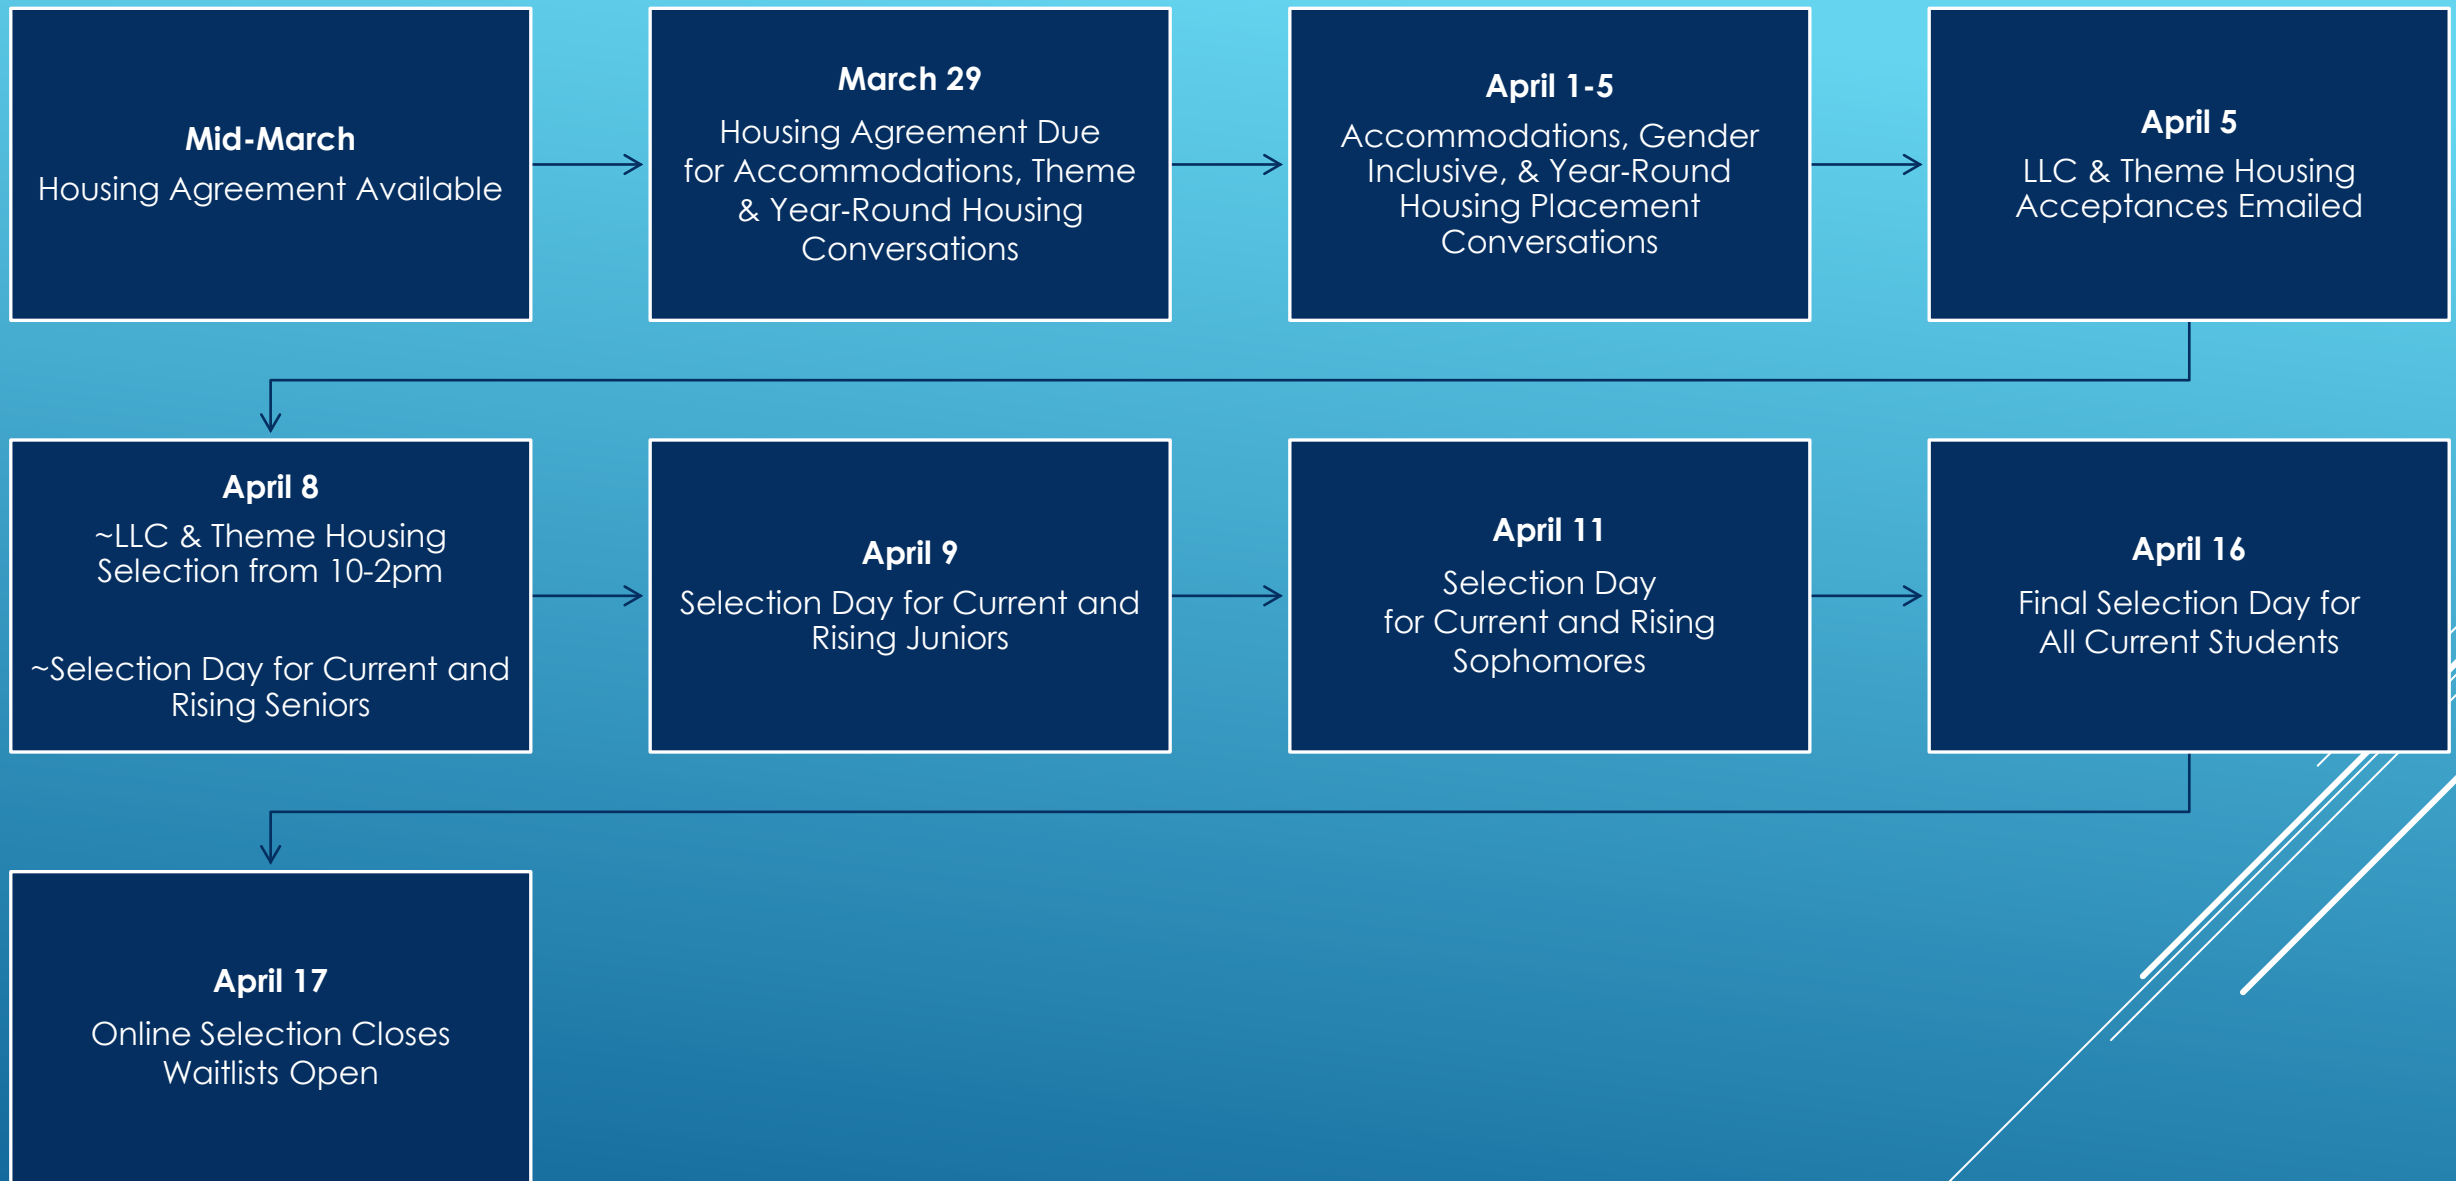 Mid-March
Housing Agreement Available
March 29
Housing Agreement Due
for Accommodations, Theme
& Year-Round Housing
Conversations
April 1-5
Accommodations, Gender
Inclusive, & Year-Round
Housing Placement
Conversations
April 5
LLC & Theme Housing
Acceptances Emailed
April 8
~LLC & Theme Housing
Selection from 10-2pm
~Selection Day for Current and
Rising Seniors
April 9
Selection Day for Current and
Rising Juniors
April 11
Selection Day
for Current and Rising
Sophomores
April 16
Final Selection Day for
All Current Students
April 17
Online Selection Closes
Waitlists Open